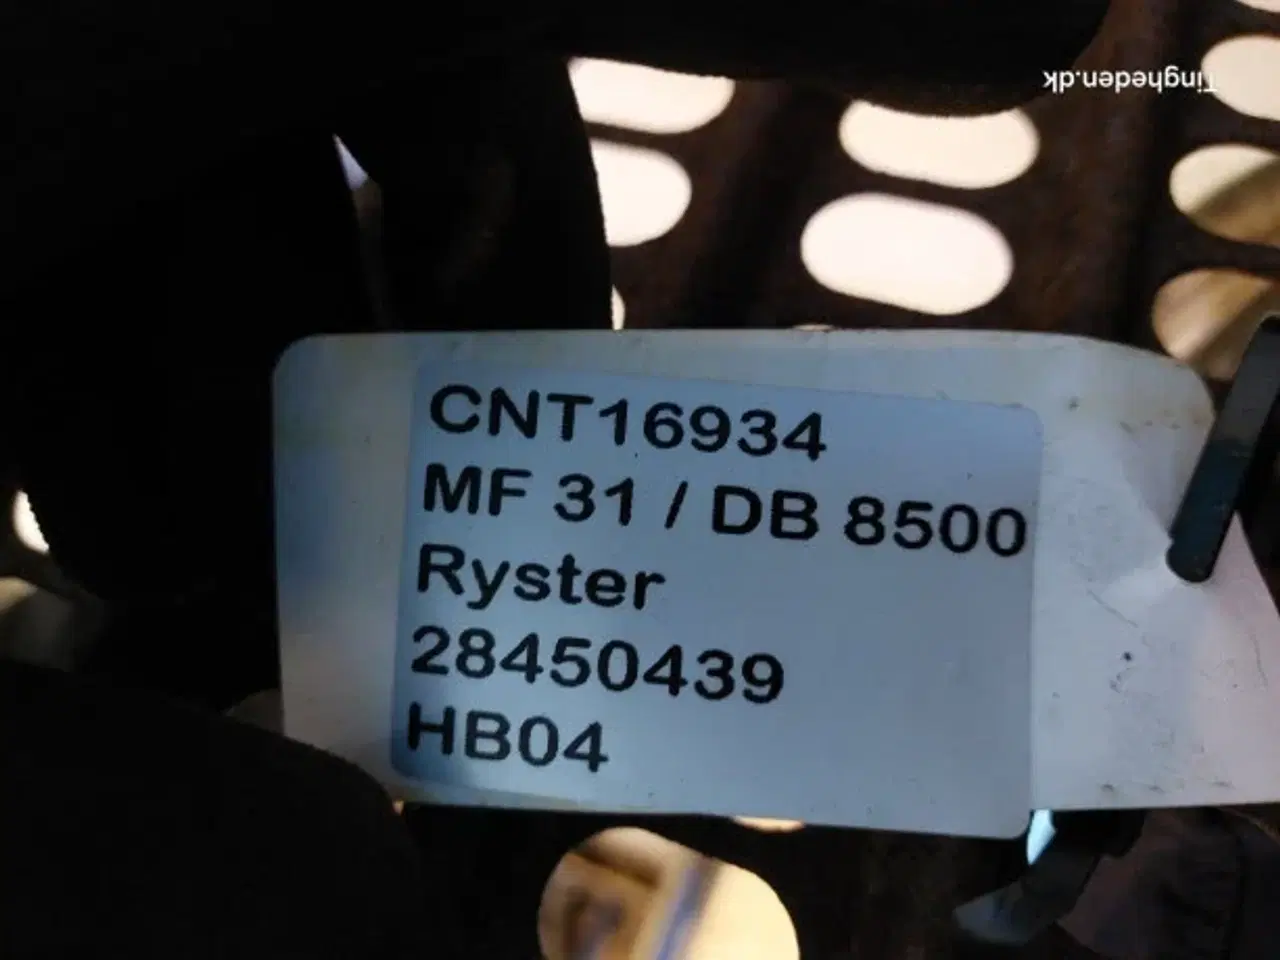 Tingheden.dk
CNT16934
MF 31 / DB 8500
Ryster
28450439
HB04